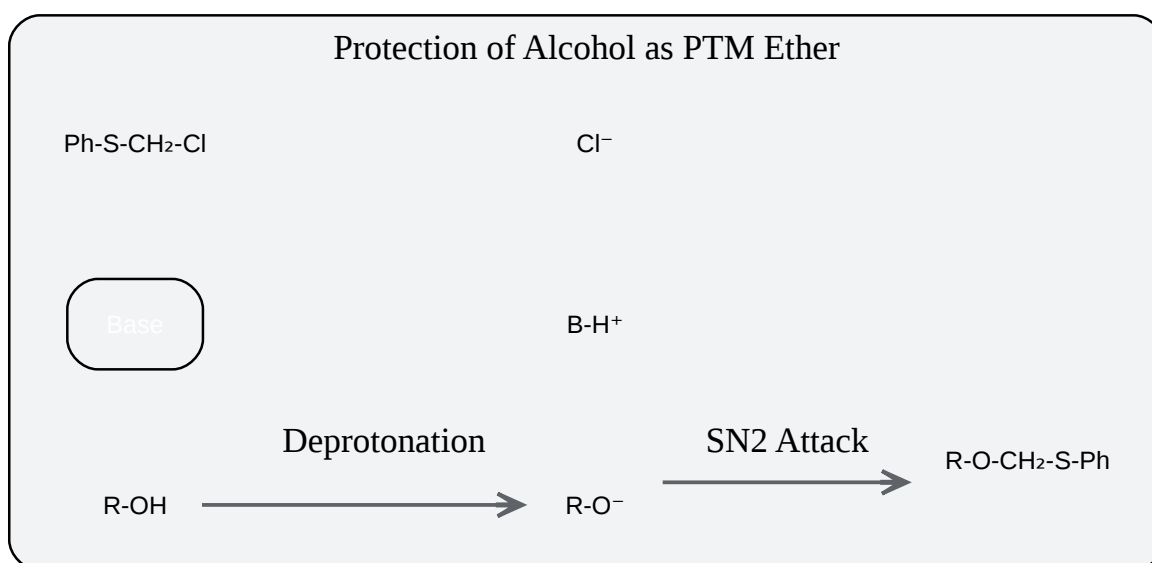 Protection of Alcohol as PTM Ether
Ph-S-CH₂-Cl
Cl⁻
Base
B-H⁺
Deprotonation
SN2 Attack
R-O-CH₂-S-Ph
R-OH
R-O⁻